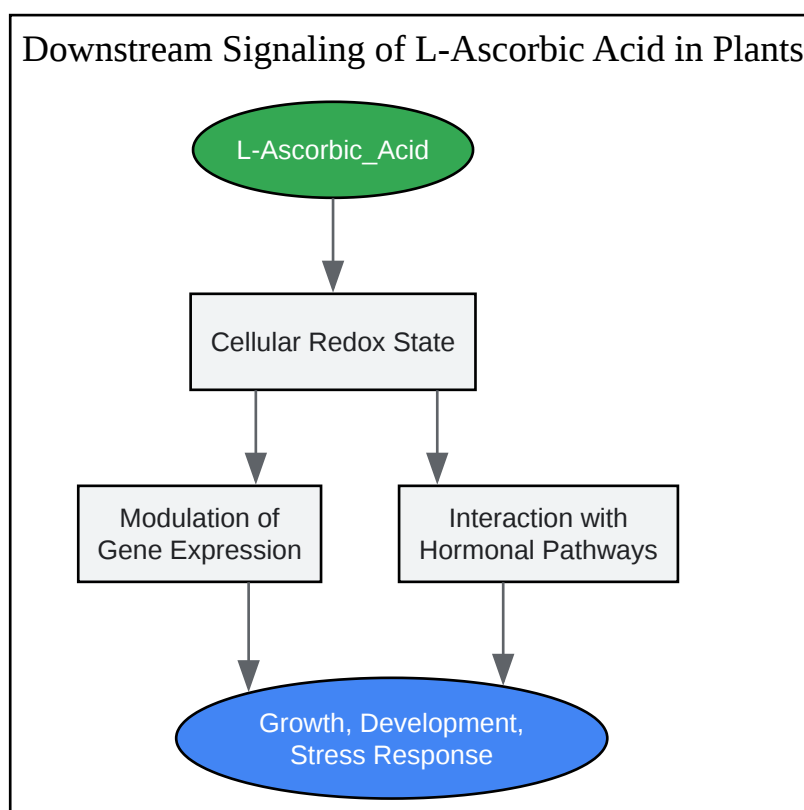 Downstream Signaling of L-Ascorbic Acid in Plants
L-Ascorbic_Acid
Cellular Redox State
Modulation of
Gene Expression
Interaction with
Hormonal Pathways
Growth, Development,
Stress Response